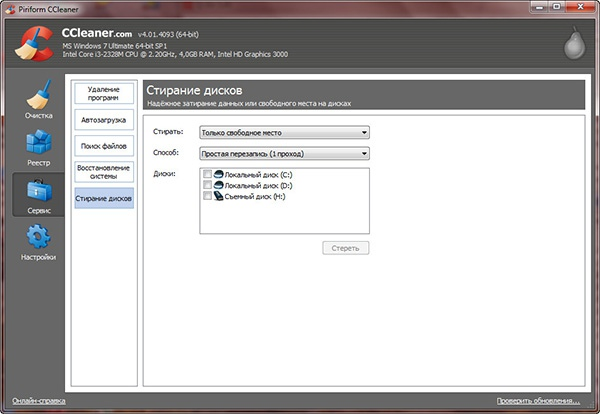 Piriform CCleaner
CCleaner.com v4.01.4093 (64-bit)
MS Windows 7 Ultimate 64-bit SP1
Intel Core i3-2328M CPU @ 2.20GHz, 4,0GB RAM, Intel HD Graphics 3000
Очистка
Реестр
Сервис
Настройки
Удаление
программ
Автозагрузка
Поиск файлов
Восстановление
системы
Стирание дисков
Стирание дисков
Надёжное затирание данных или свободного места на дисках
Стирать: Только свободное место
Способ: Простая перезапись (1 проход)
Диски: Локальный диск (C:)
Локальный диск (D:)
Съемный диск (H:)
Стереть
Онлайн-справка
Проверить обновления...